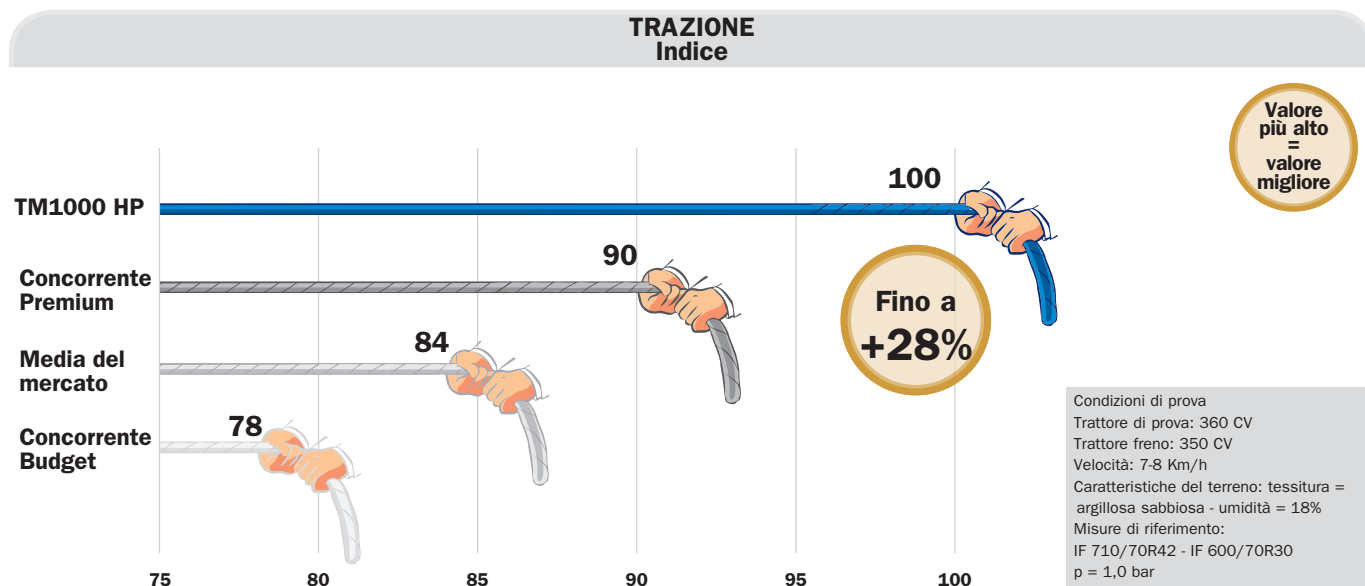 TRAZIONE
Indice
Valore
più alto
=
valore
migliore
TM1000 HP
100
Concorrente
Premium
90
Fino a
+28%
Media del
mercato
84
Concorrente
Budget
78
Condizioni di prova
Trattore di prova: 360 CV
Trattore freno: 350 CV
Velocità: 7-8 Km/h
Caratteristiche del terreno: tessitura =
argillosa sabbiosa - umidità = 18%
Misure di riferimento:
IF 710/70R42 - IF 600/70R30
p = 1,0 bar
75 80 85 90 95 100